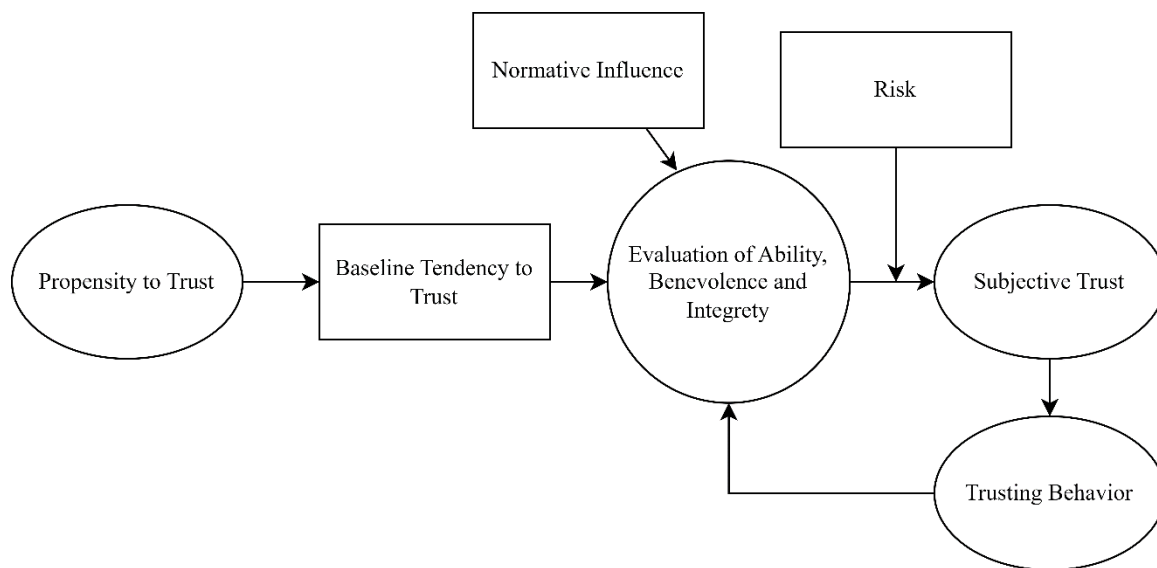 Normative Influence
Risk
Propensity to Trust
Baseline Tendency to
Trust
Evaluation of Ability,
Benevolence and
Integrety
Subjective Trust
Trusting Behavior